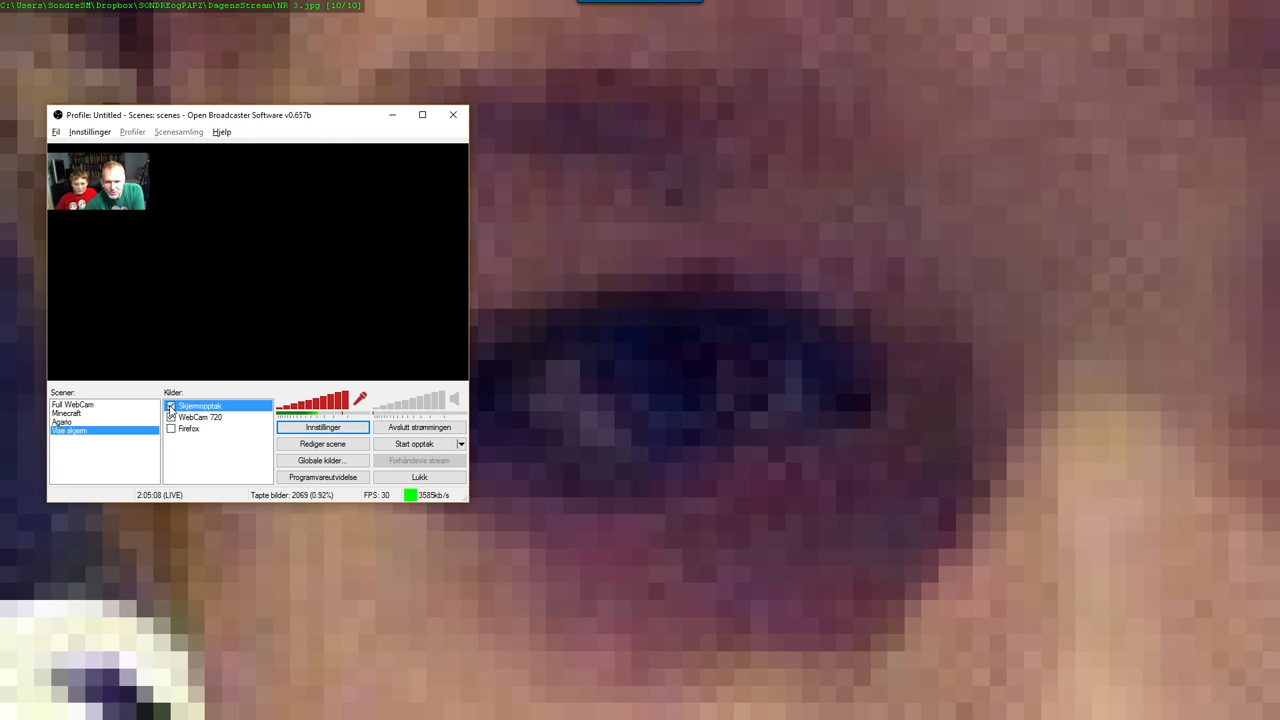 C:\Users\SondreSM\Dropbox\SONDREogPAPZ\DagensStream\NR 3.jpg [10/10]
Profile: Untitled - Scenes: scenes - Open Broadcaster Software v0.657b
Fil Innstillinger Profiler Scenesamling Hjelp
Scener:
Full WebCam
Minecraft
Agario
Vise skjerm
Kilder:
Skjermopptak
WebCam 720
Firefox
Innstillinger
Avslutt strømmingen
Rediger scene
Start opptak
Globale kilder...
Forhåndsvis stream
Programvareutvidelse
Lukk
2:05:08 (LIVE) Tapte bilder: 2069 (0.92%) FPS: 30 3585kb/s